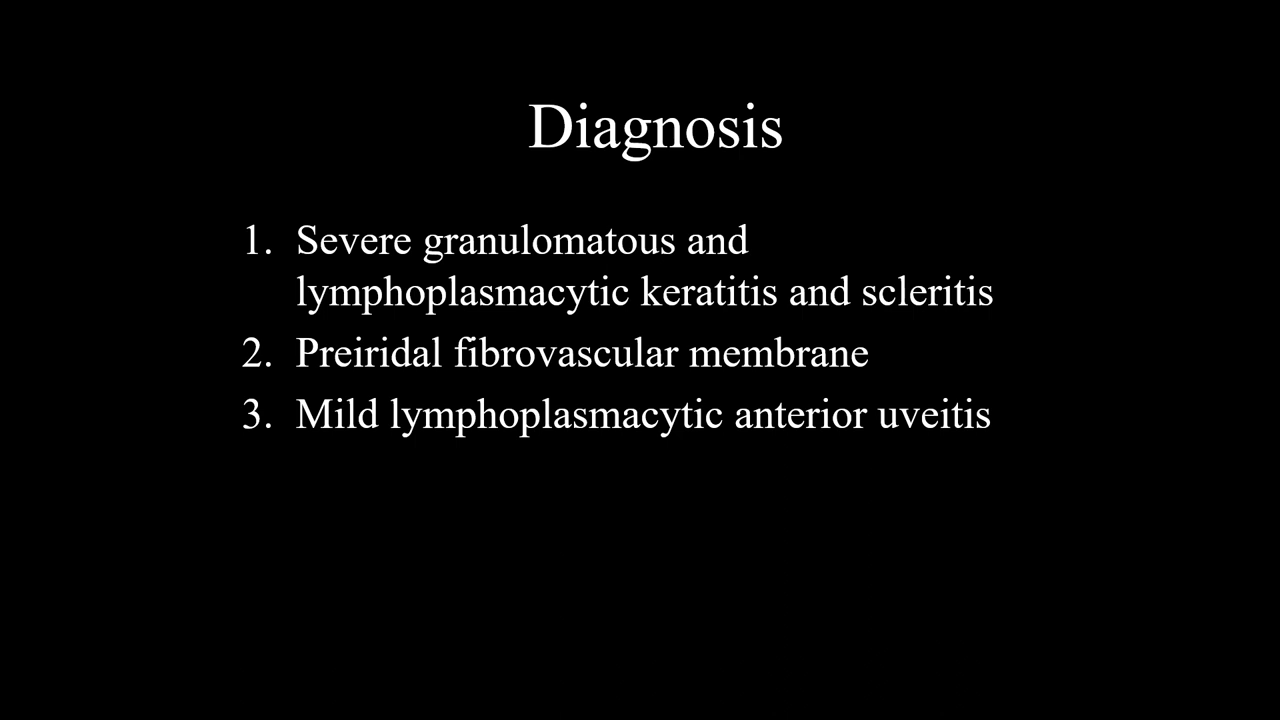 Diagnosis
1. Severe granulomatous and
lymphoplasmacytic keratitis and scleritis
2. Preiridal fibrovascular membrane
3. Mild lymphoplasmacytic anterior uveitis